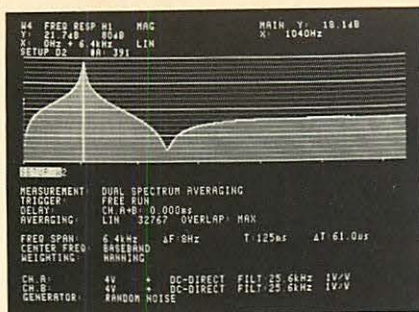 W4 FREQ RESP H1 MAG MAIN Y: 18.1dB
Y: 21.7dB 80dB X: 1040Hz
X: 0Hz + 6.4kHz LIN
SETUP D2 #A: 391
MEASUREMENT: DUAL SPECTRUM AVERAGING
TRIGGER: FREE RUN
DELAY: CH.A→B: 0.000ms
AVERAGING: LIN 32767 OVERLAP: MAX
FREQ SPAN: 6.4kHz ΔF:8Hz T:125ms ΔT:61.0μs
CENTER FREQ: BASEBAND
WEIGHTING: HANNING
CH.A: 4V + DC-DIRECT FILT:25.6kHz 1V/V
CH.B: 4V + DC-DIRECT FILT:25.6kHz 1V/V
GENERATOR: RANDOM NOISE